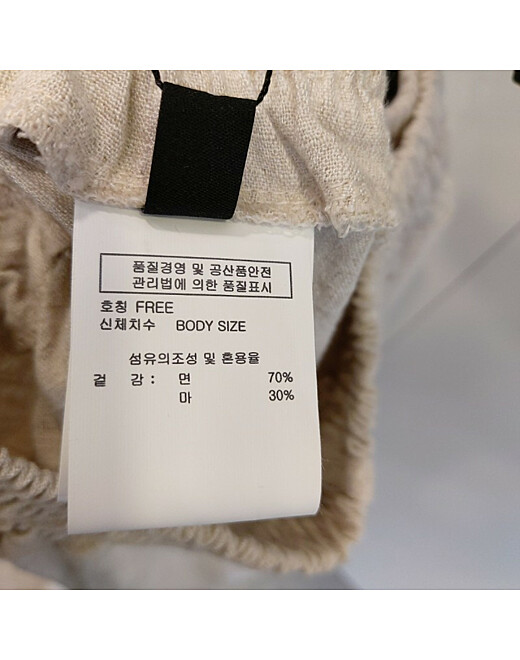 품질경영 및 공산품안전
관리법에 의한 품질표시
호칭 FREE
신체치수 BODY SIZE
섬유의조성 및 혼용율
겉 감 : 면 70%
마 30%